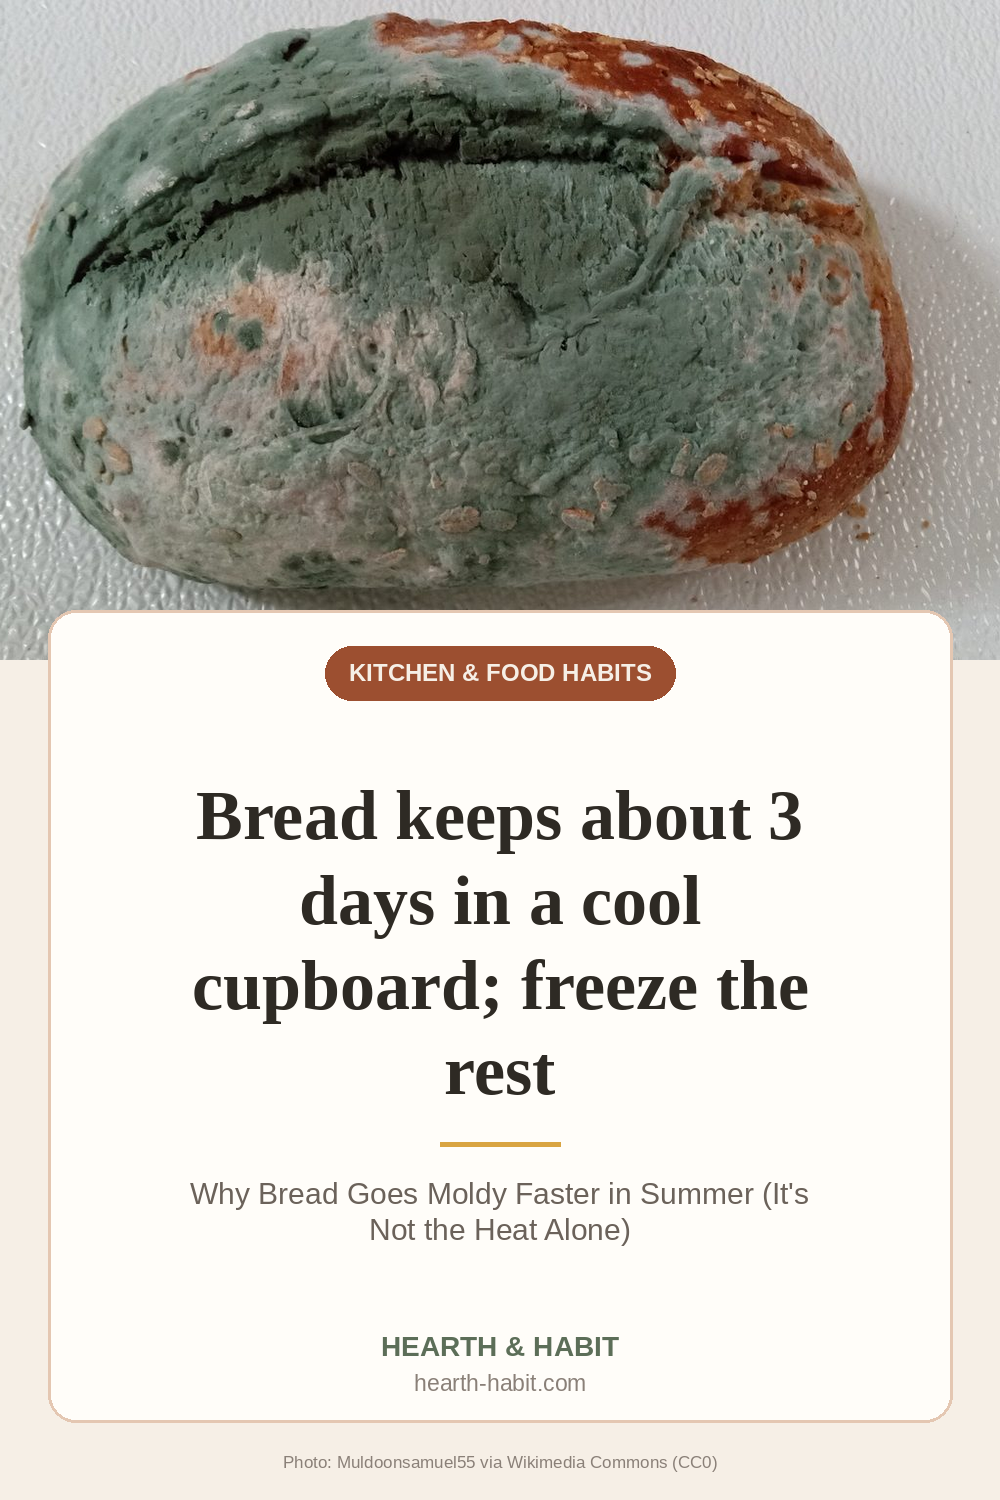 KITCHEN & FOOD HABITS
Bread keeps about 3
days in a cool
cupboard; freeze the
rest
Why Bread Goes Moldy Faster in Summer (It's
Not the Heat Alone)
HEARTH & HABIT
hearth-habit.com
Photo: Muldoonsamuel55 via Wikimedia Commons (CC0)